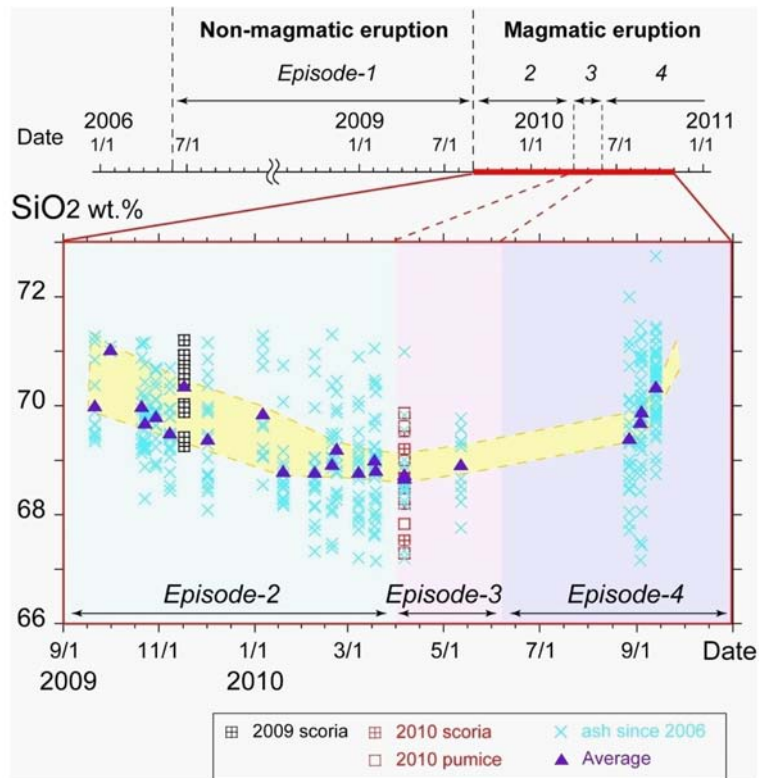 Non-magmatic eruption Magmatic eruption
Episode-1 2 3 4
2006 2009 2010 2011
Date 1/1 7/1 1/1 7/1 1/1 7/1 1/1
SiO2 wt.%
72
70
68
66
Episode-2 Episode-3 Episode-4
9/1 11/1 1/1 3/1 5/1 7/1 9/1 Date
2009 2010
2009 scoria 2010 scoria ash since 2006
2010 pumice Average